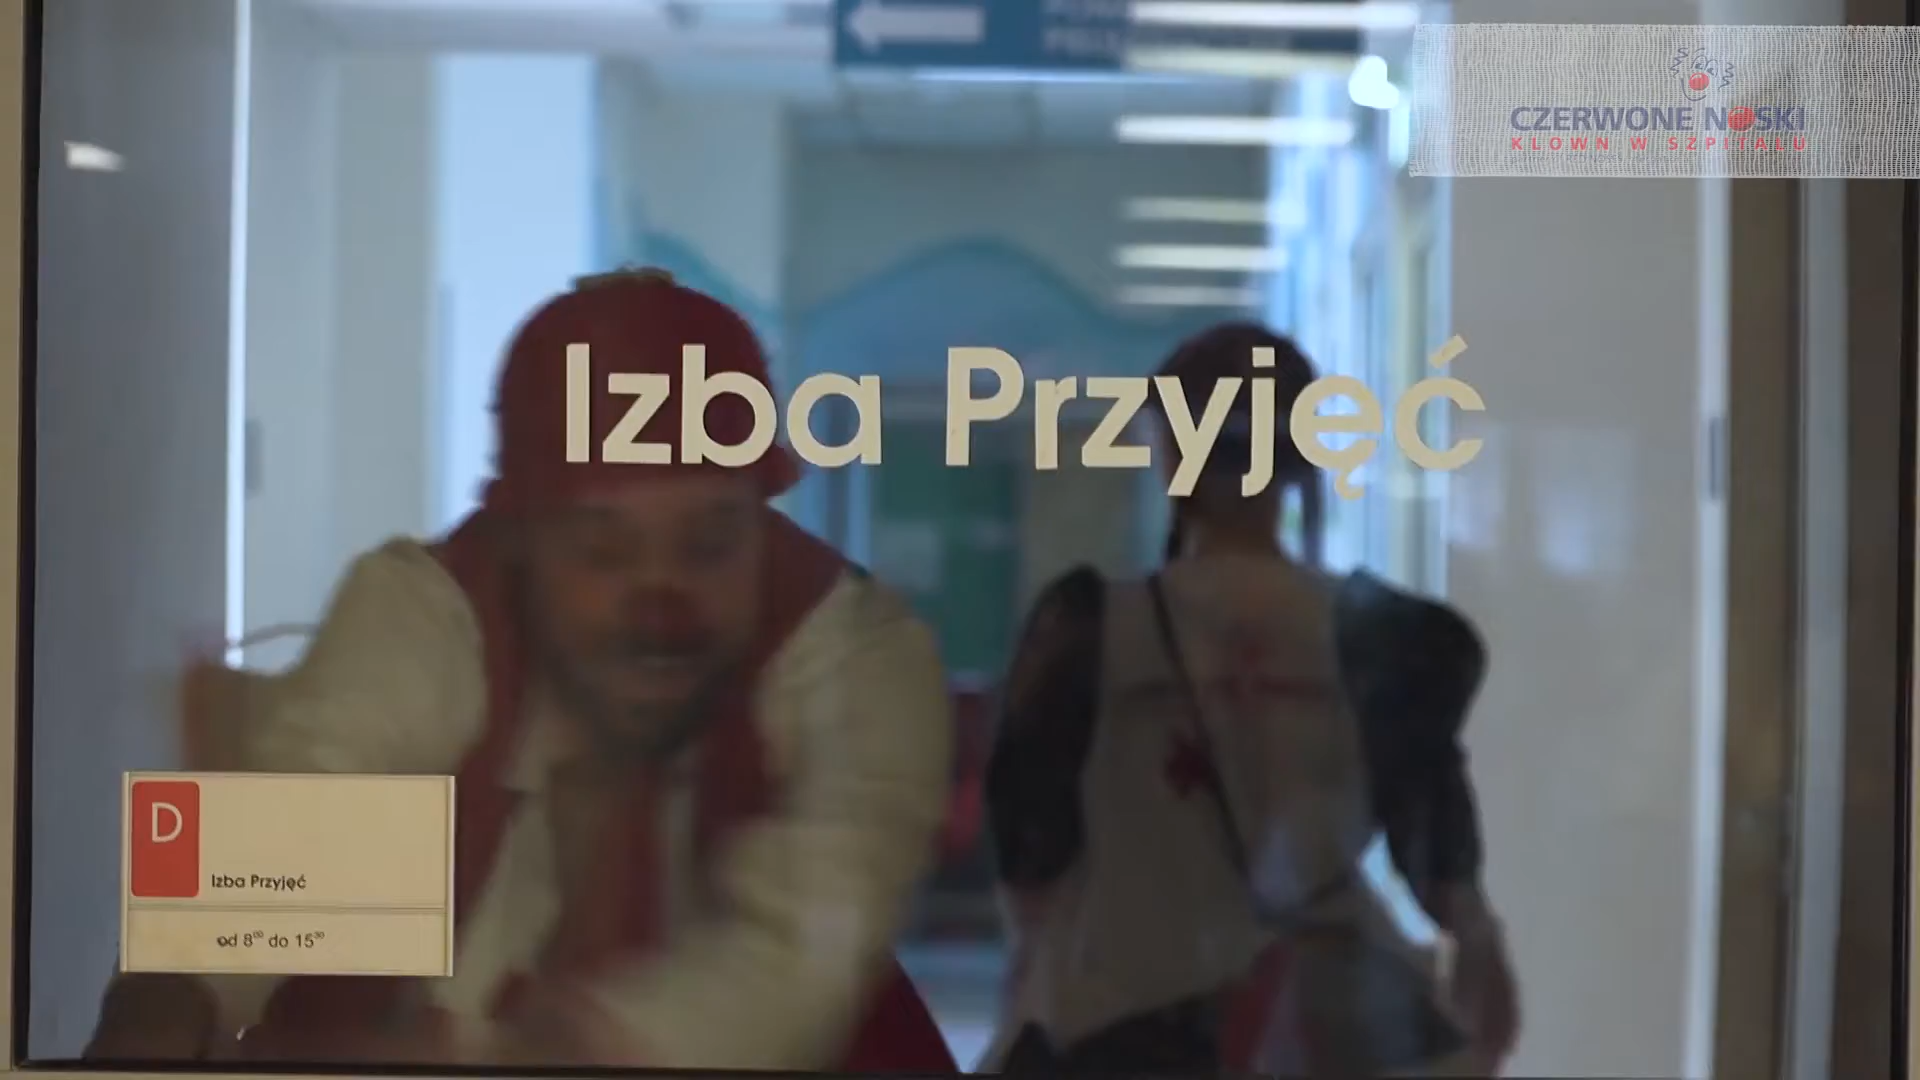 CZERWONE NOSKI
KLOWN W SZPITALU
Izba Przyjęć
D
Izba Przyjęć
od 8⁰⁰ do 15³⁰